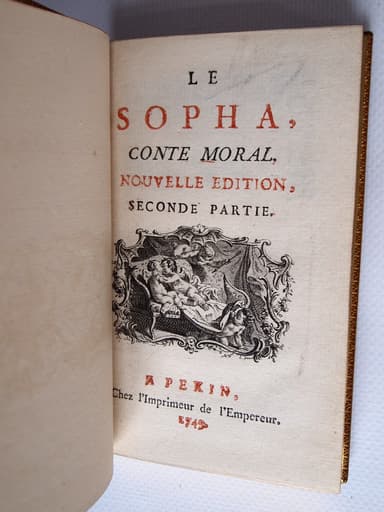 LE
SOPHA,
CONTE MORAL.
NOUVELLE EDITION,
SECONDE PARTIE.
A PEKIN,
Chez l'Imprimeur de l'Empereur.
1749.